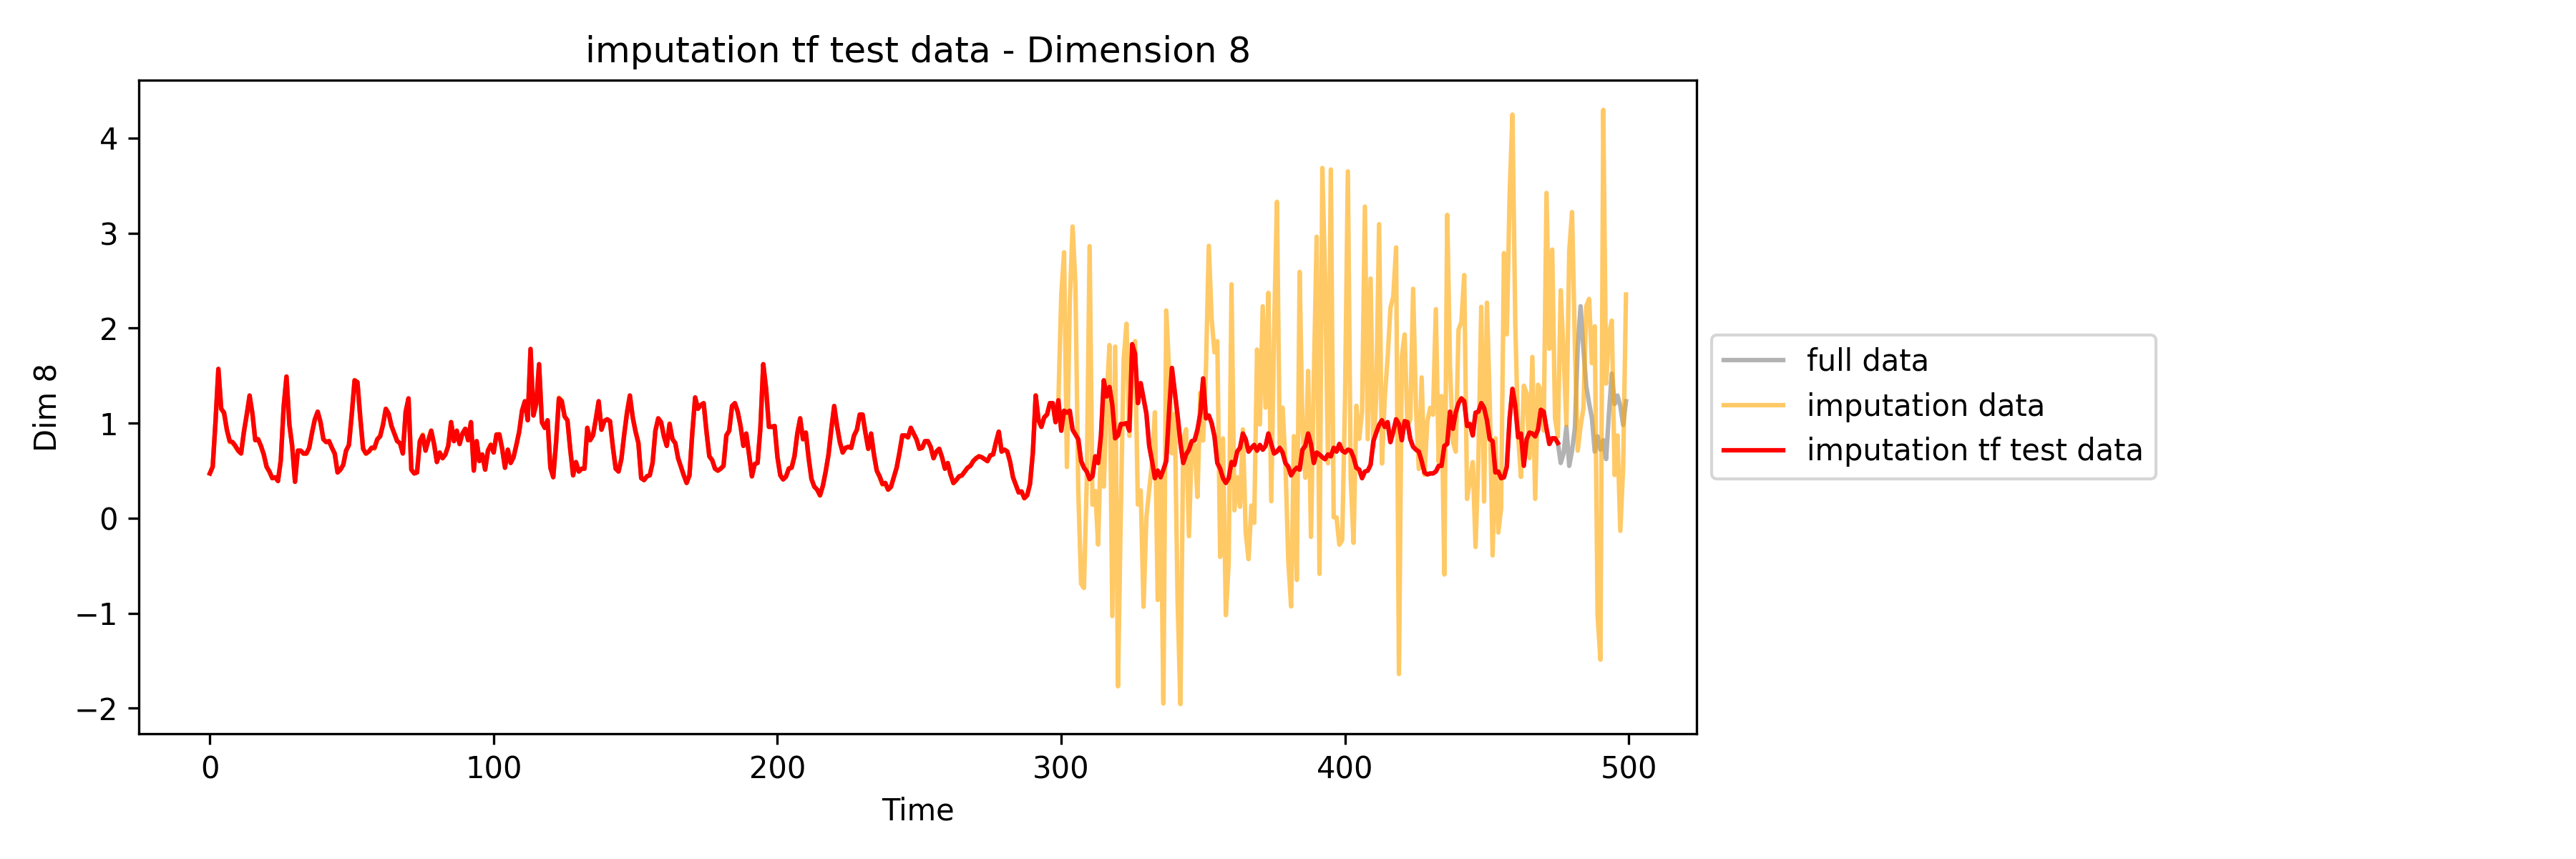 imputation tf test data - Dimension 8
4
3
2
1
0
−1
−2
Dim 8
0
100
200
300
400
500
Time
full data
imputation data
imputation tf test data